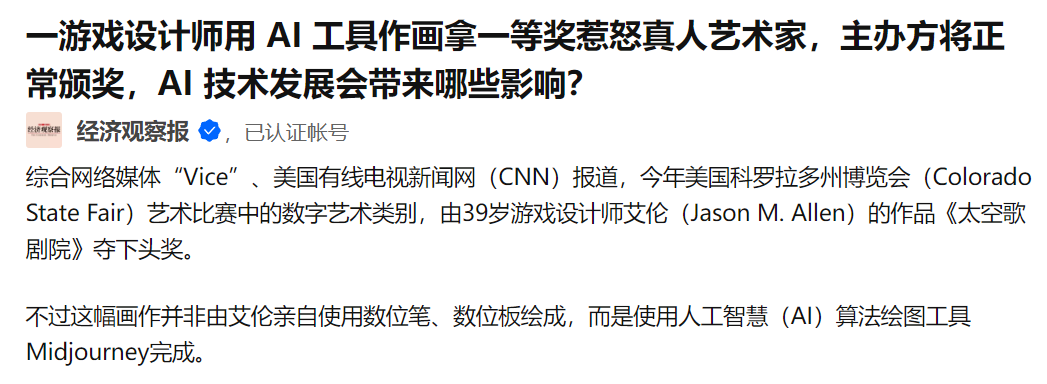 一游戏设计师用 AI 工具作画拿一等奖惹怒真人艺术家，主办方将正
常颁奖，AI 技术发展会带来哪些影响？
经济观察报
经济观察报，已认证帐号
综合网络媒体“Vice”、美国有线电视新闻网（CNN）报道，今年美国科罗拉多州博览会（Colorado
State Fair）艺术比赛中的数字艺术类别，由39岁游戏设计师艾伦（Jason M. Allen）的作品《太空歌
剧院》夺下头奖。
不过这幅画作并非由艾伦亲自使用数位笔、数位板绘成，而是使用人工智慧（AI）算法绘图工具
Midjourney完成。